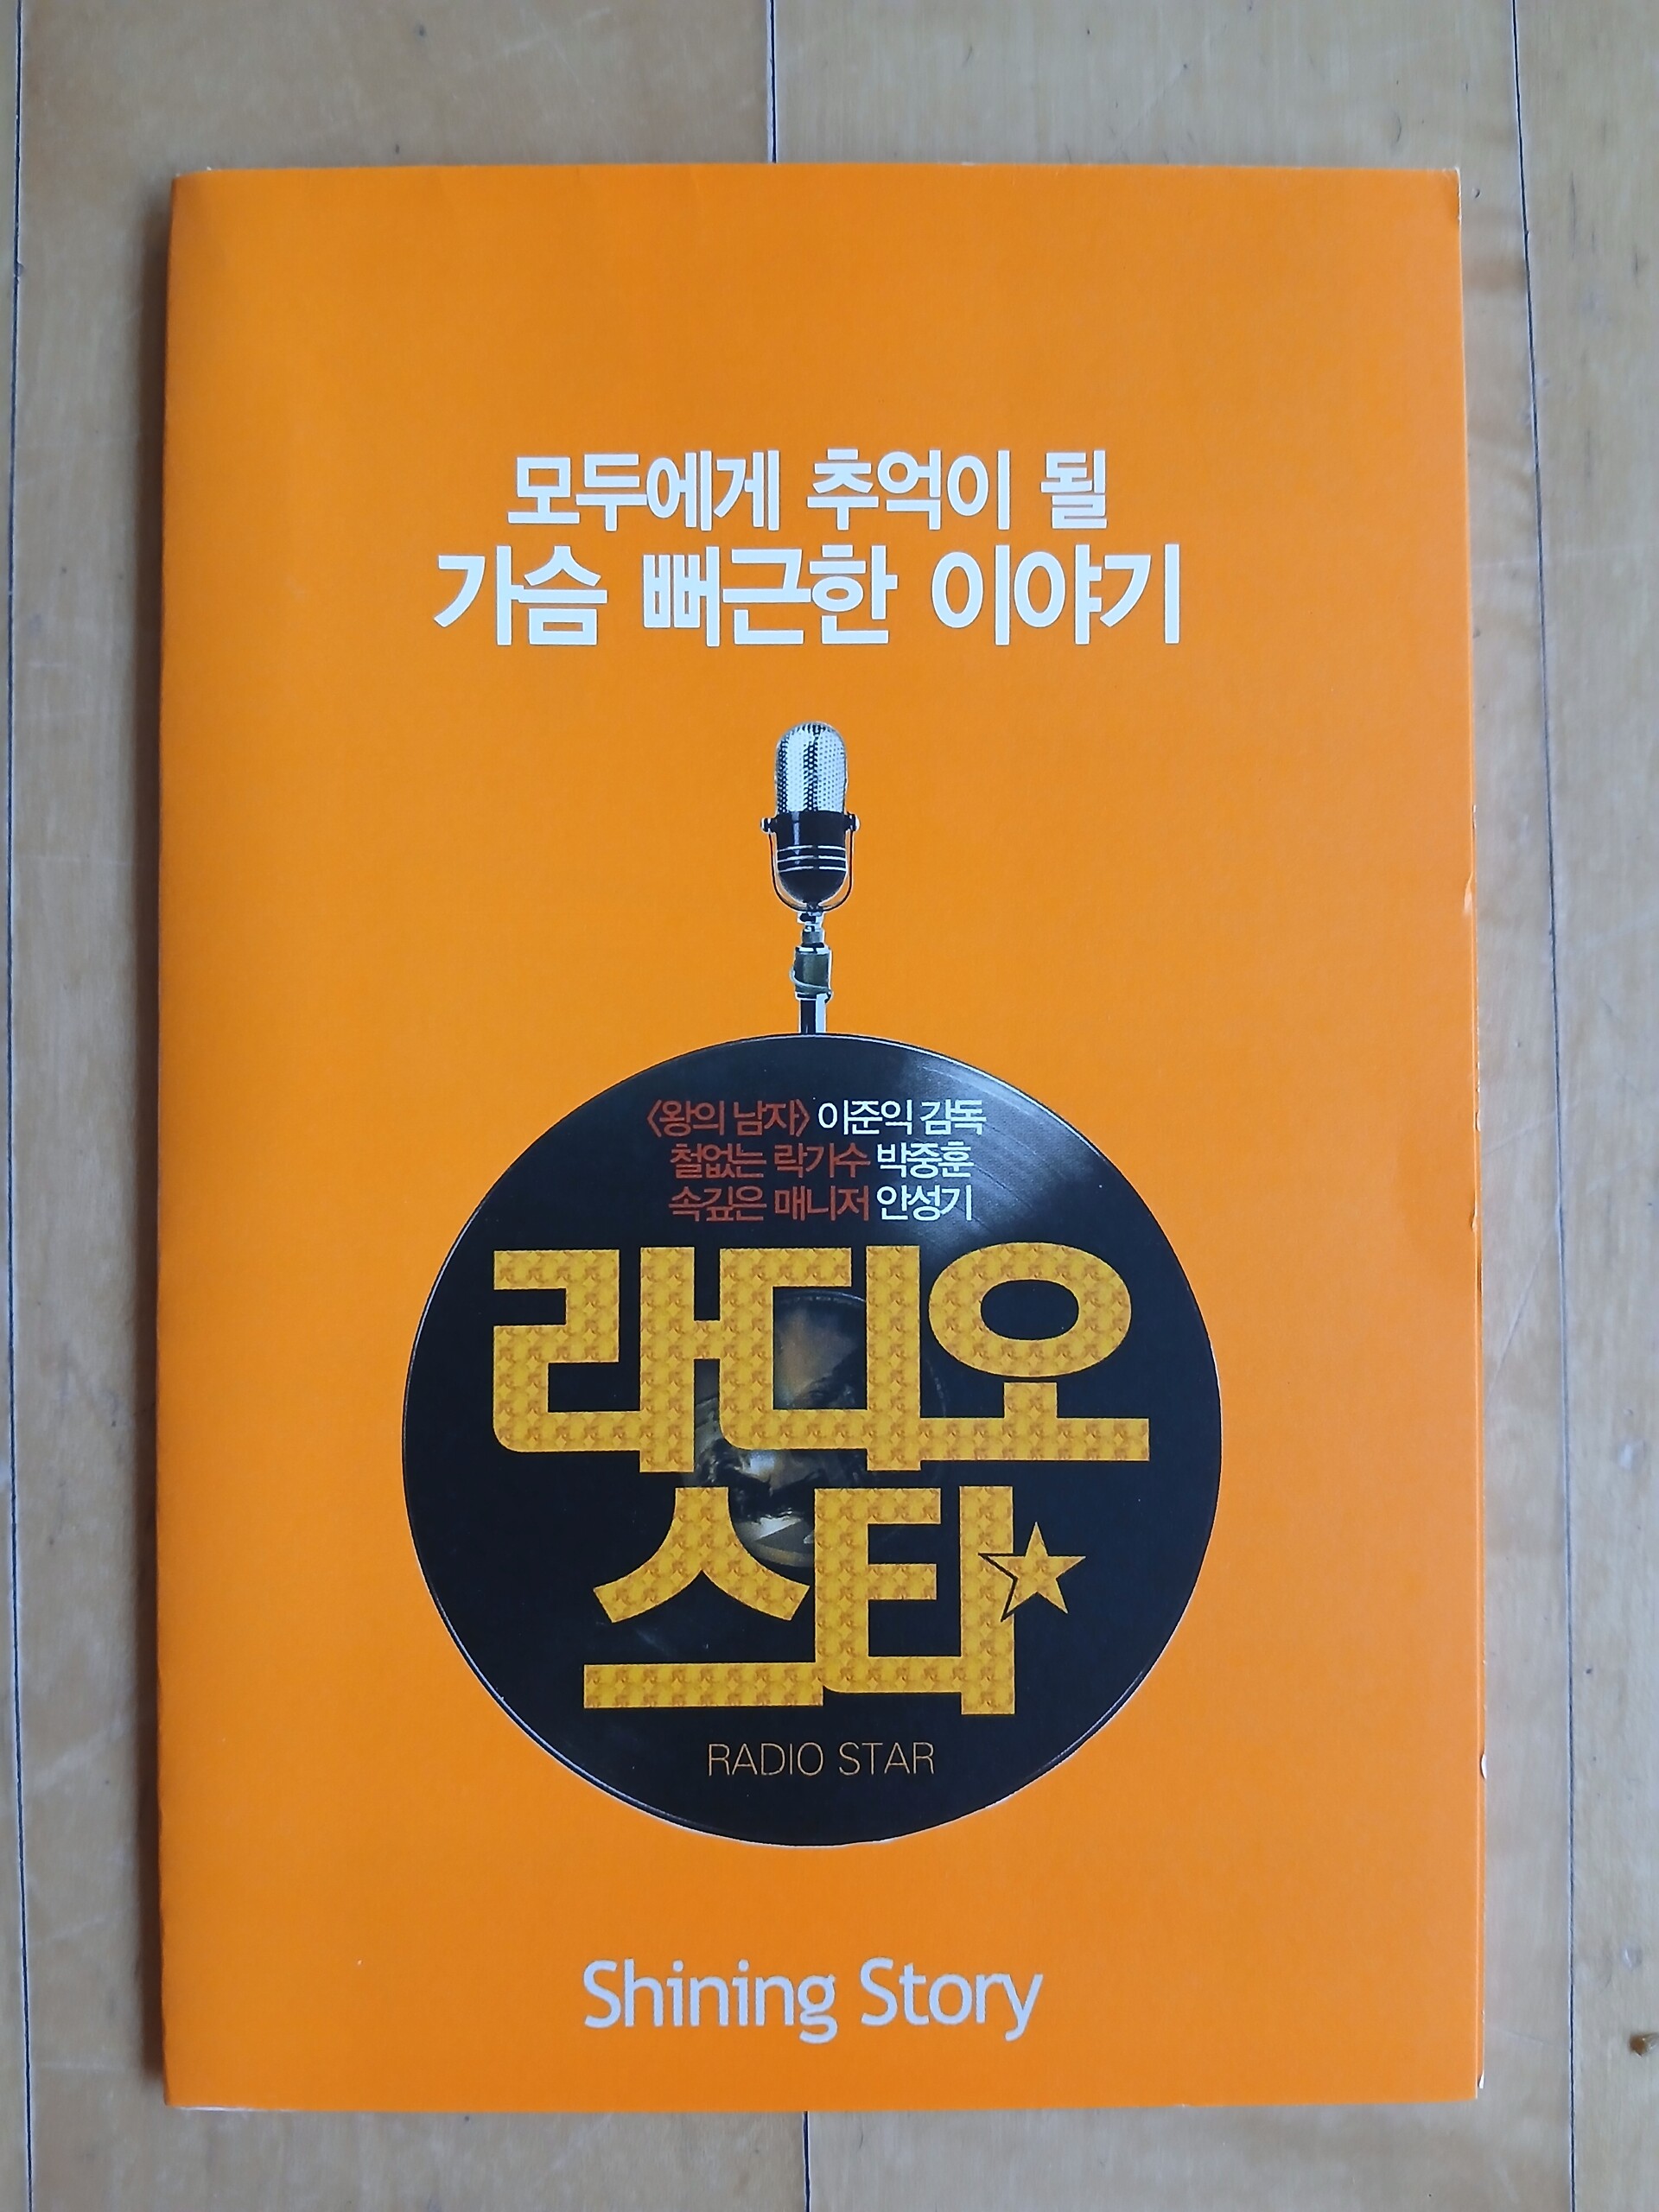 모두에게 추억이 될
가슴 뻐근한 이야기
〈왕의 남자〉 이준익 감독
철없는 락가수 박중훈
속깊은 매니저 안성기
라디오
스타
RADIO STAR
Shining Story